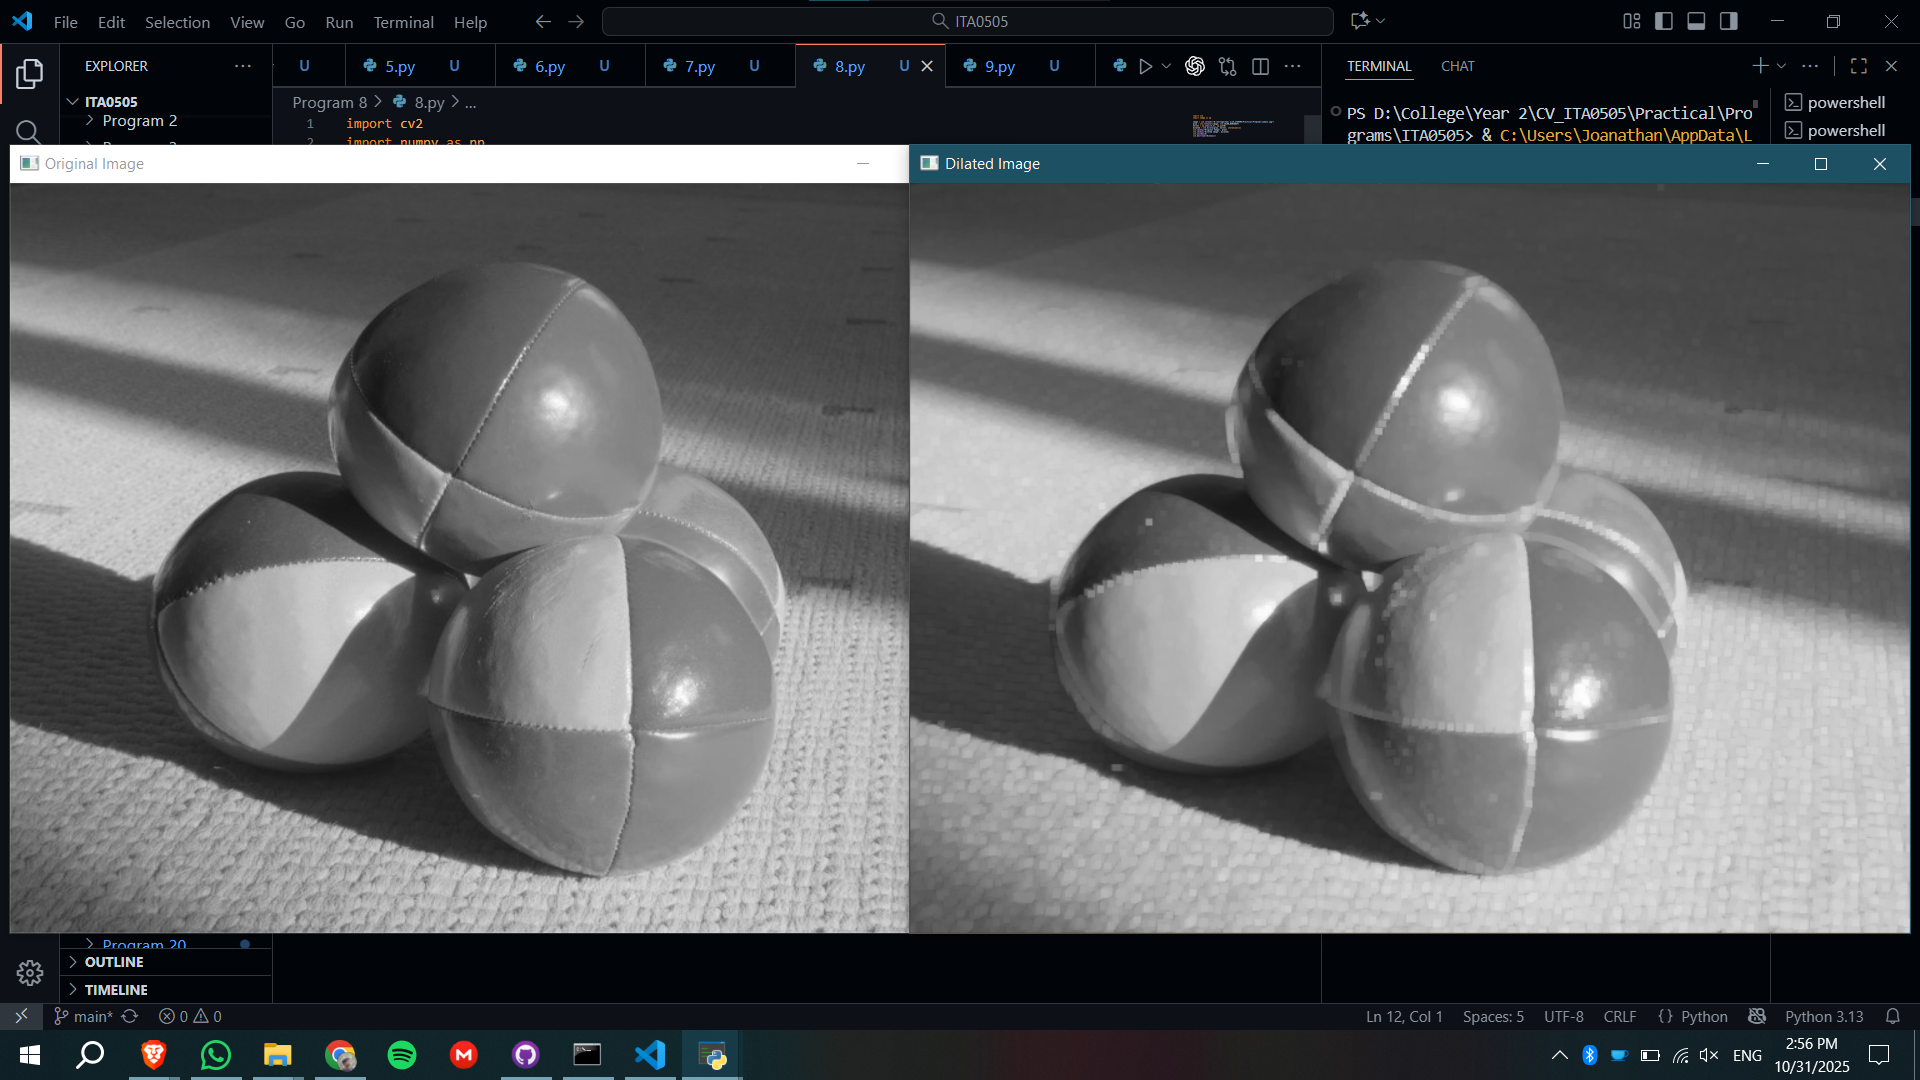 File Edit Selection View Go Run Terminal Help
ITA0505
EXPLORER
ITA0505
Program 2
U
5.py U
6.py U
7.py U
8.py U
9.py U
Program 8 > 8.py > ...
1 import cv2
2 import numpy as np
TERMINAL CHAT
PS D:\College\Year 2\CV_ITA0505\Practical\Pro
grams\ITA0505> & C:\Users\Joanathan\AppData\L
powershell
powershell
Original Image
Dilated Image
Program 20
OUTLINE
TIMELINE
main* 0 0
Ln 12, Col 1 Spaces: 5 UTF-8 CRLF {} Python Python 3.13
ENG
2:56 PM
10/31/2025